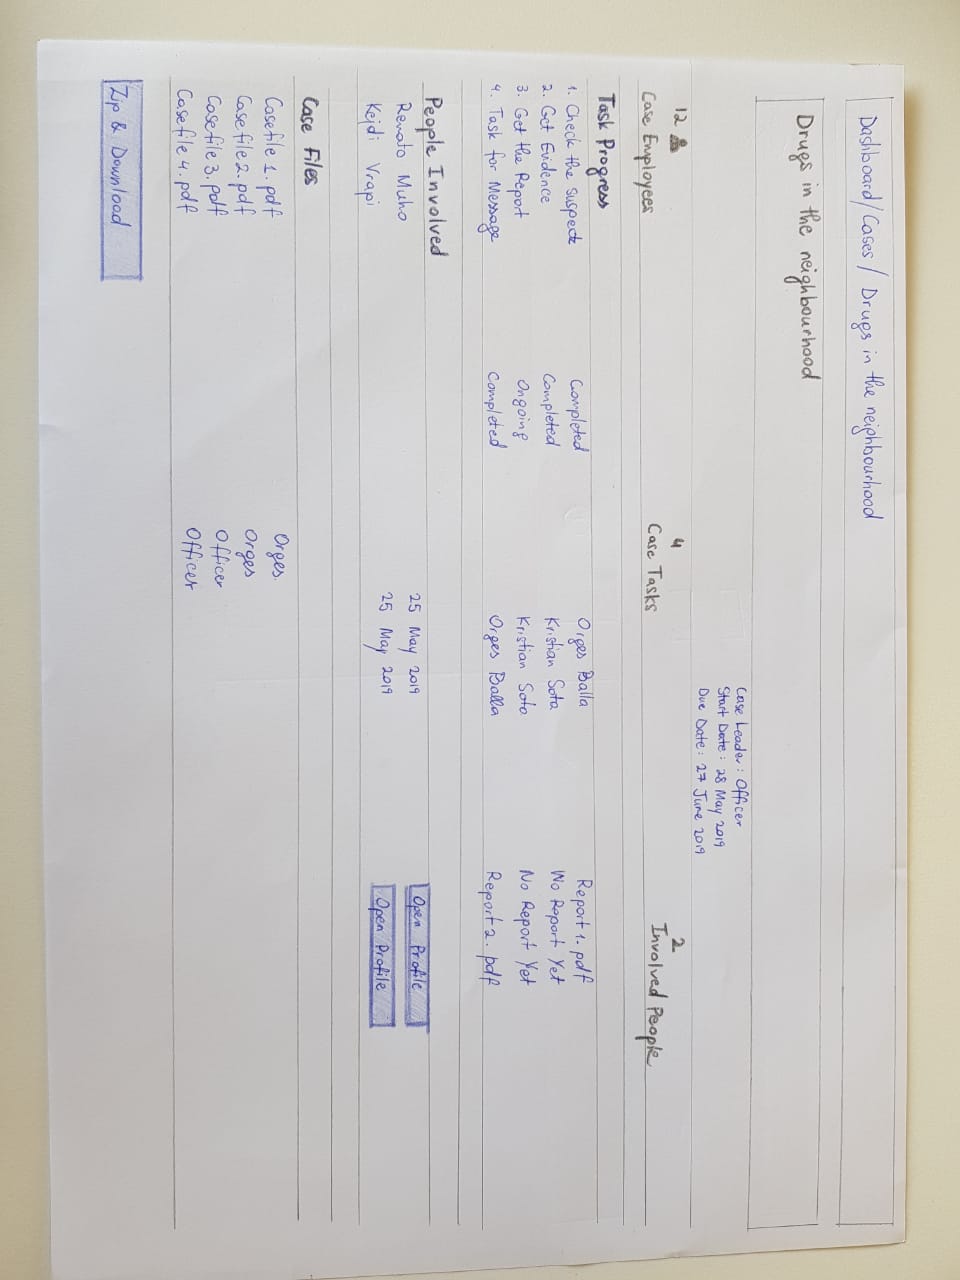 Dashboard/Cases/Drugs in the neighbourhood
Drugs in the neighbourhood
Case Leader: Officer
Start Date: 28 May 2019
Due Date: 27 June 2019
12 4 2
Case Employees Case Tasks Involved People
Task Progress
1. Check the suspect Completed Orges Balla Report 1.pdf
2. Get Evidence Completed Kristian Sota No Report Yet
3. Get the Report Ongoing Kristian Sota No Report Yet
4. Task for Message Completed Orges Balla Report 2.pdf
People Involved
Renato Muho 25 May 2019 Open Profile
Kejdi Vrapi 25 May 2019 Open Profile
Case Files
Casefile 1.pdf Orges.
Casefile 2.pdf Orges
Casefile 3.pdf Officer
Casefile 4.pdf Officer
Zip & Download